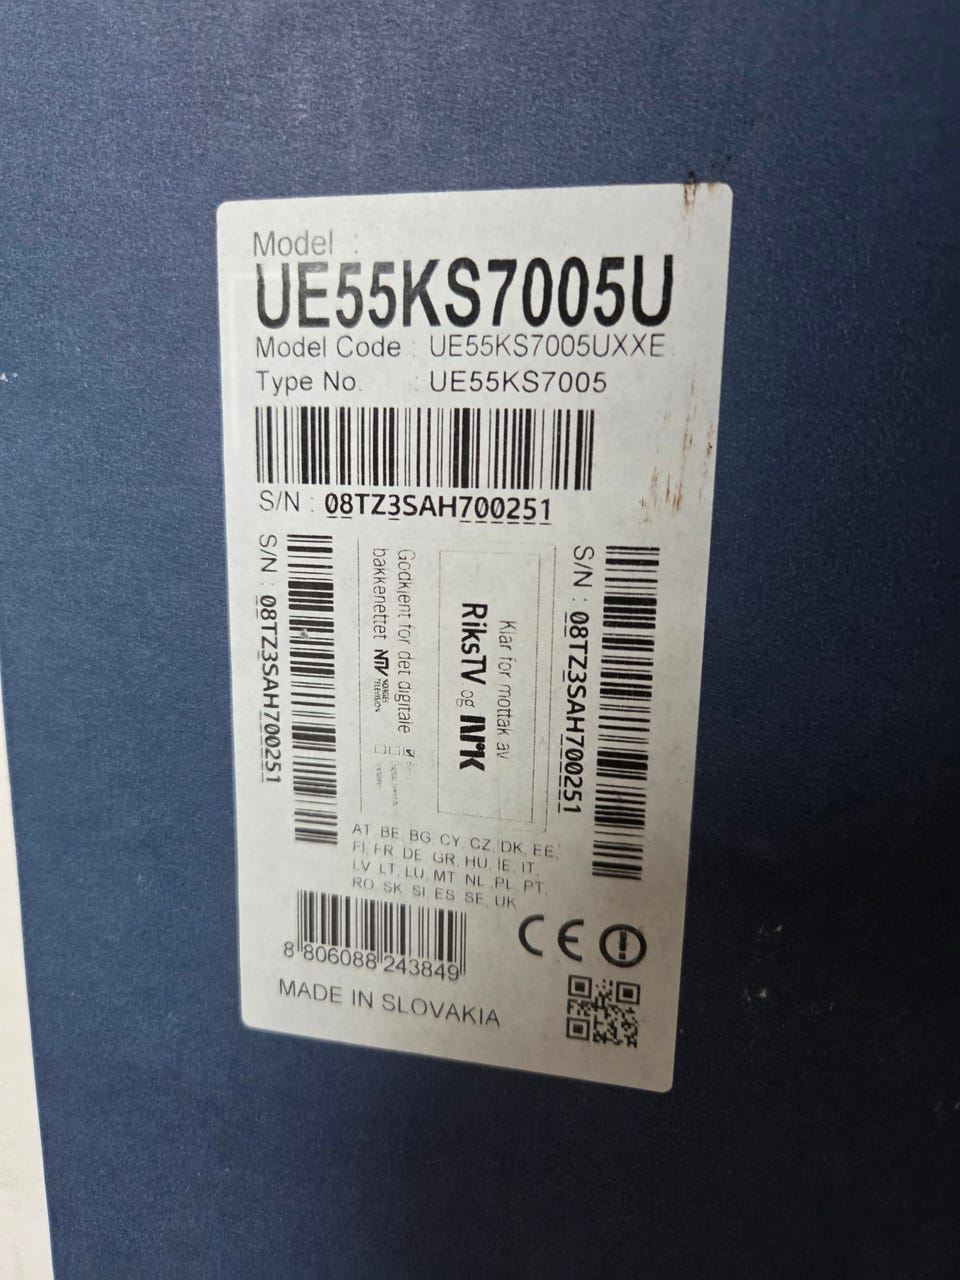 Model :
UE55KS7005U
Model Code : UE55KS7005UXXE
Type No. : UE55KS7005
S/N : 08TZ3SAH700251
S/N : 08TZ3SAH700251
Godkjent for det digitale
bakkenettet NTV NORGES TELEVISJON
Klar for mottak av
RiksTV og NRK
S/N : 08TZ3SAH700251
AT, BE, BG, CY, CZ, DK, EE,
FI, FR, DE, GR, HU, IE, IT,
LV, LT, LU, MT, NL, PL, PT,
RO, SK, SI, ES, SE, UK
8 806088 243849
CE
MADE IN SLOVAKIA